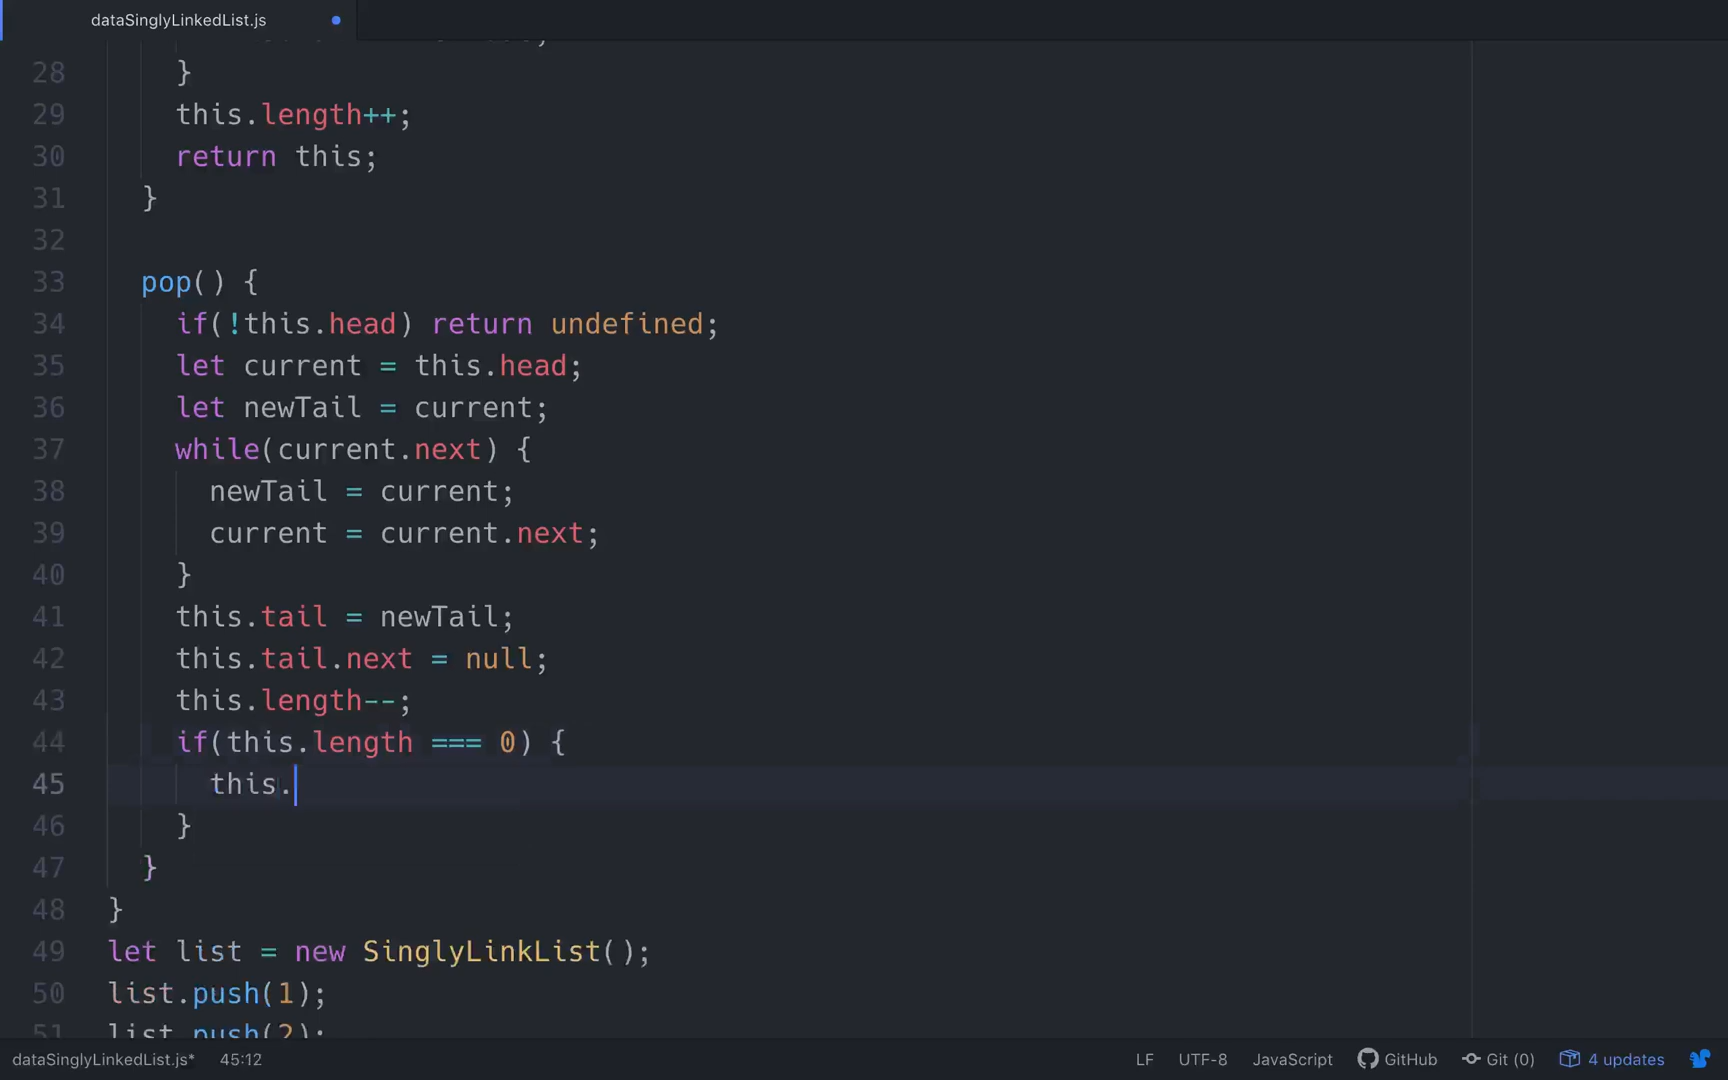 dataSinglyLinkedList.js
28 }
29 this.length++;
30 return this;
31 }
32
33 pop() {
34 if(!this.head) return undefined;
35 let current = this.head;
36 let newTail = current;
37 while(current.next) {
38 newTail = current;
39 current = current.next;
40 }
41 this.tail = newTail;
42 this.tail.next = null;
43 this.length--;
44 if(this.length === 0) {
45 this.
46 }
47 }
48 }
49 let list = new SinglyLinkList();
50 list.push(1);
51 list.push(2);
dataSinglyLinkedList.js* 45:12 LF UTF-8 JavaScript GitHub Git (0) 4 updates